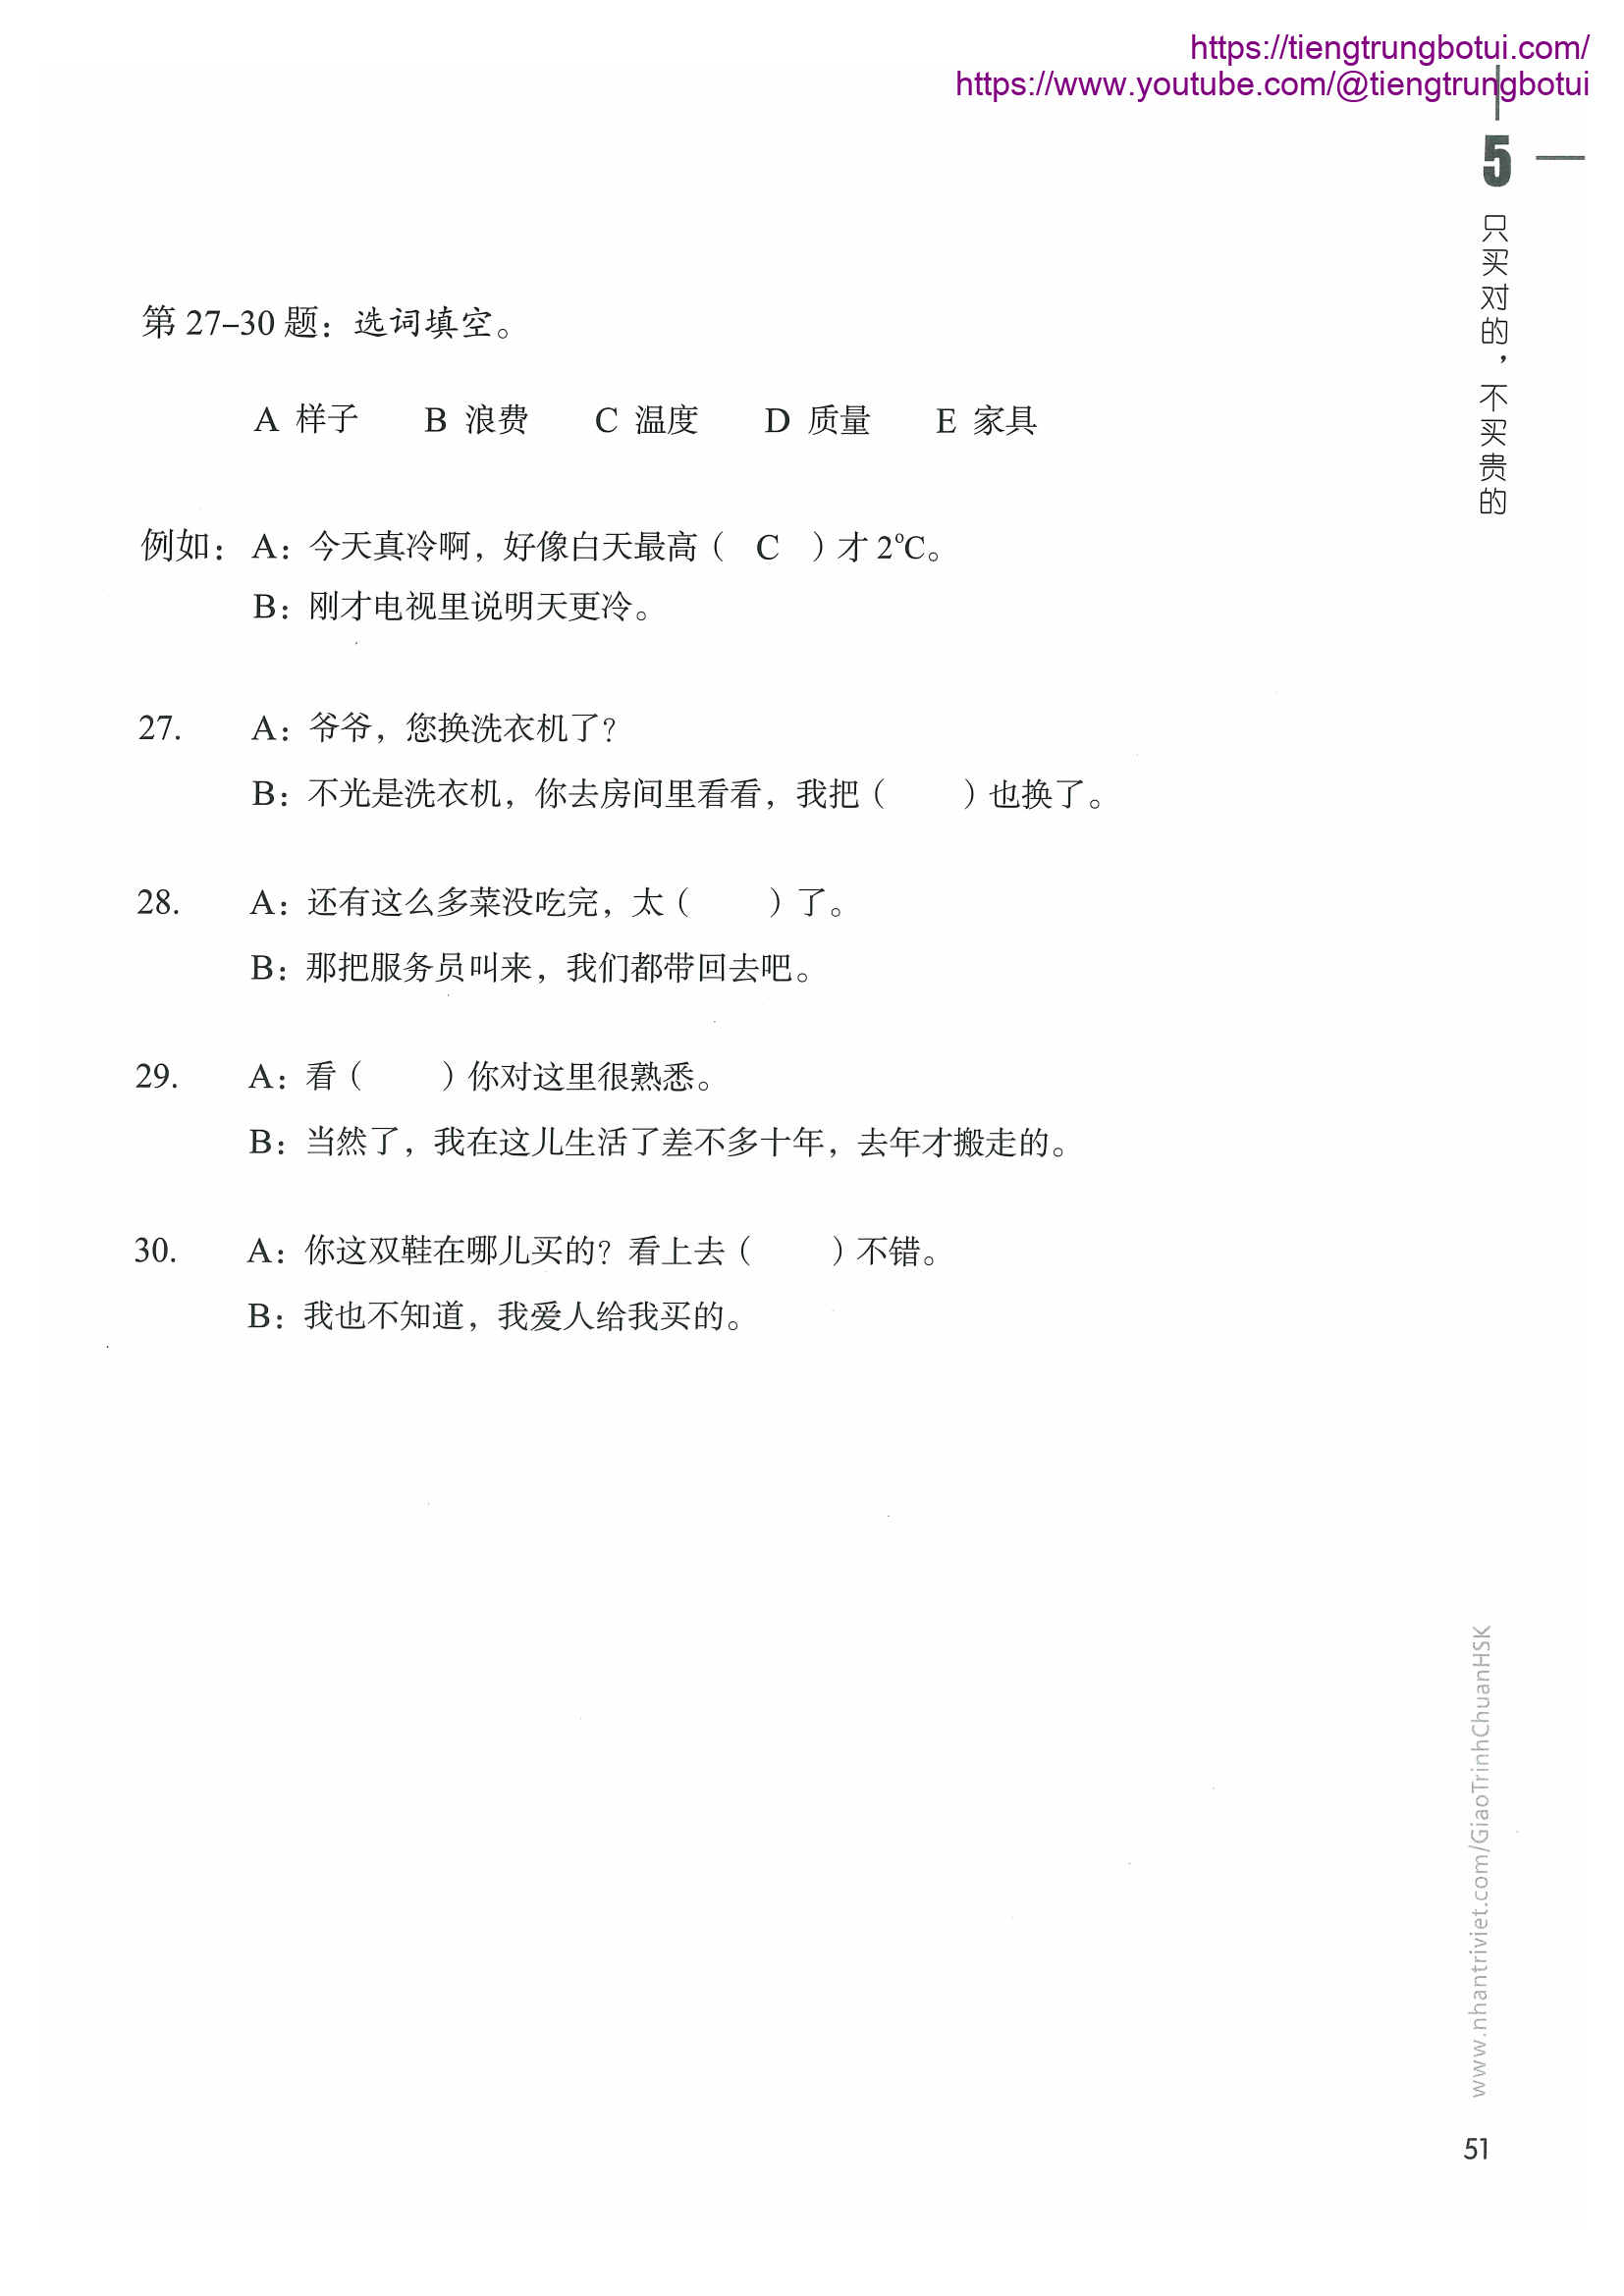 https://tiengtrungbotui.com/
https://www.youtube.com/@tiengtrungbotui
5
只买对的，不买贵的
第 27–30 题：选词填空。
A 样子 B 浪费 C 温度 D 质量 E 家具
例如：A：今天真冷啊，好像白天最高（ C ）才 2℃。
B：刚才电视里说明天更冷。
27. A：爷爷，您换洗衣机了？
B：不光是洗衣机，你去房间里看看，我把（ ）也换了。
28. A：还有这么多菜没吃完，太（ ）了。
B：那把服务员叫来，我们都带回去吧。
29. A：看（ ）你对这里很熟悉。
B：当然了，我在这儿生活了差不多十年，去年才搬走的。
30. A：你这双鞋在哪儿买的？看上去（ ）不错。
B：我也不知道，我爱人给我买的。
www.nhantriviet.com/GiaoTrinhChuanHSK
51